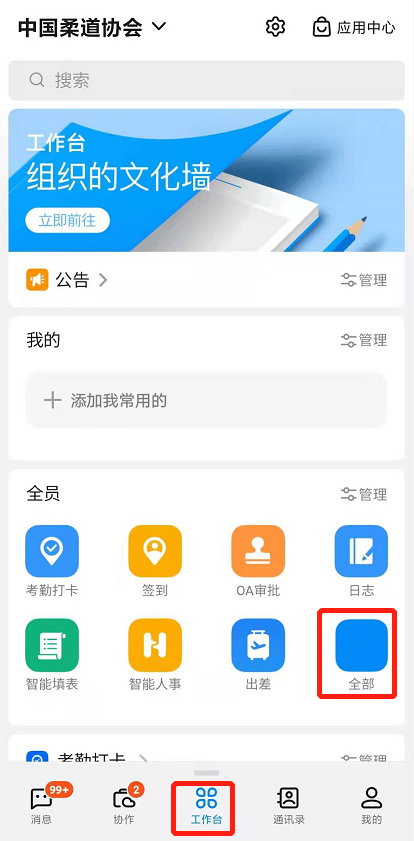 中国柔道协会
应用中心
搜索
工作台
组织的文化墙
立即前往
公告
管理
我的
管理
添加我常用的
全员
管理
考勤打卡
签到
OA审批
日志
智能填表
智能人事
出差
全部
考勤打卡
管理
99+
2
消息
协作
工作台
通讯录
我的